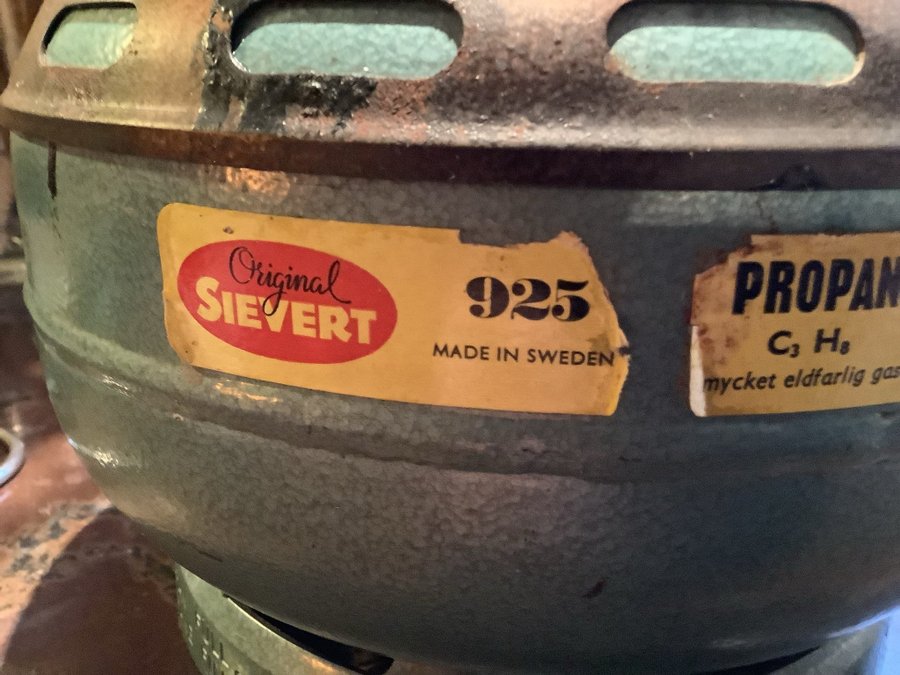 Original
SIEVERT
925
MADE IN SWEDEN
PROPAN
C₃ H₈
mycket eldfarlig gas